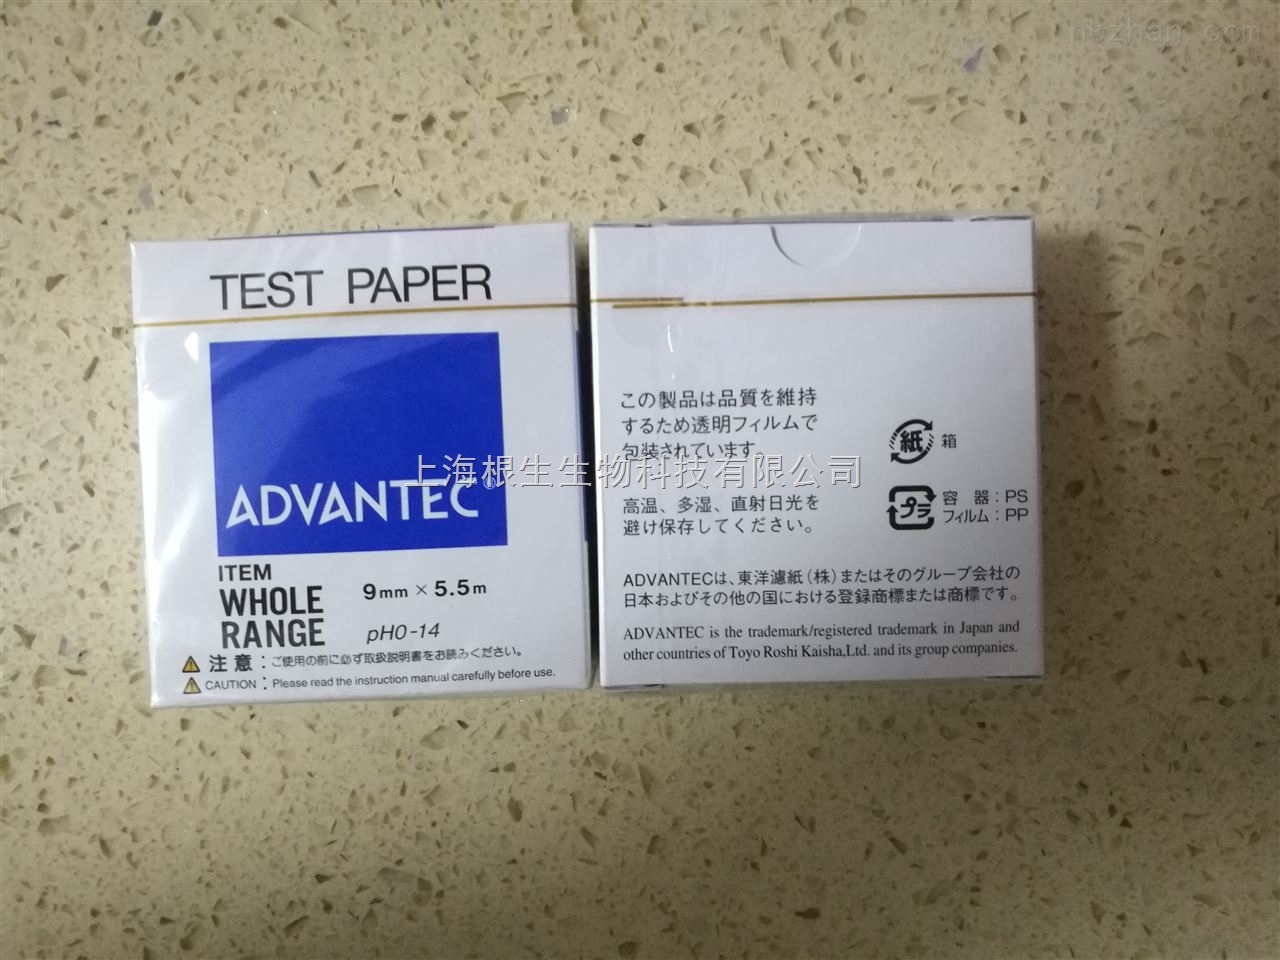 TEST PAPER
ADVANTEC®
ITEM
WHOLE
RANGE
9mm × 5.5m
pH0-14
注意：ご使用の前に必ず取扱説明書をお読みください。
CAUTION : Please read the instruction manual carefully before use.
この製品は品質を維持
するため透明フィルムで
包装されています。
高温、多湿、直射日光を
避け保存してください。
紙 箱
プラ 容器：PS
フィルム：PP
ADVANTECは、東洋濾紙（株）またはそのグループ会社の
日本およびその他の国における登録商標または商標です。
ADVANTEC is the trademark/registered trademark in Japan and
other countries of Toyo Roshi Kaisha,Ltd. and its group companies.
上海根生生物科技有限公司